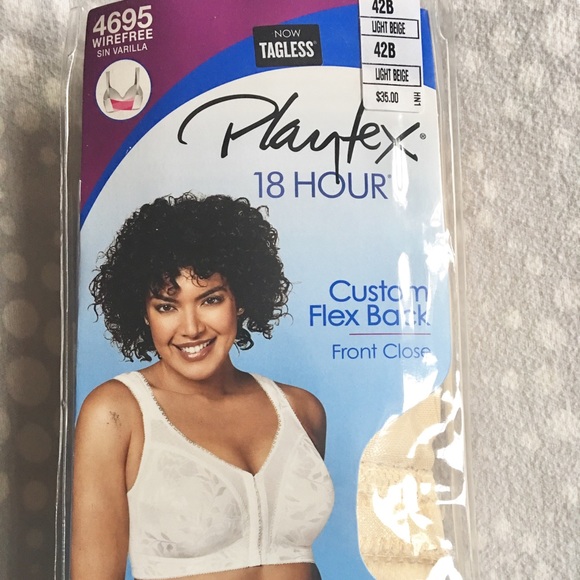 4695
WIREFREE
SIN VARILLA
NOW
TAGLESS
42B
LIGHT BEIGE
42B
LIGHT BEIGE
$35.00
HN1
Playtex®
18 HOUR®
Custom
Flex Back
Front Close